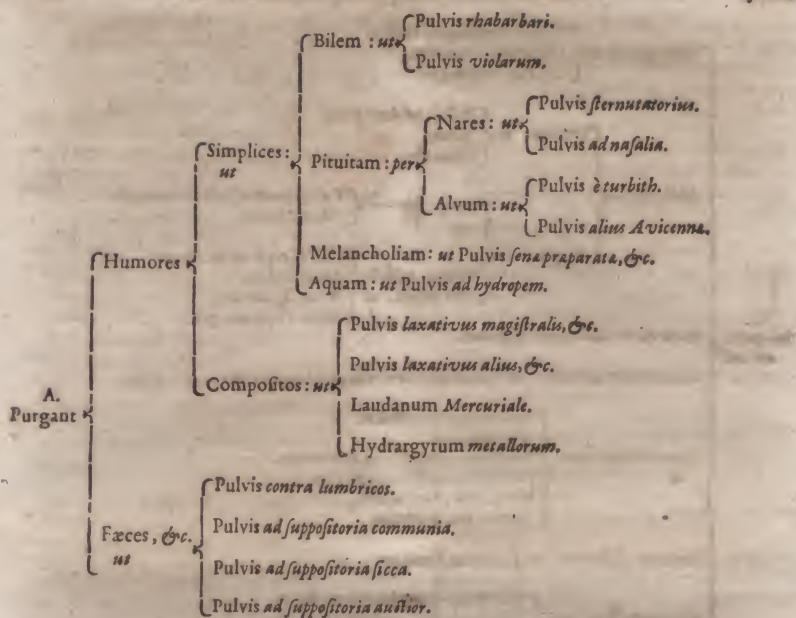 Pulvis rhabarbari.
Bilem : ut
Pulvis violarum.
Pulvis ſternutatorius.
Nares : ut
Simplices :
ut
Pulvis ad naſalia.
Pituitam : per
Pulvis è turbith.
Alvum : ut
Pulvis alius Avicennæ.
Humores
Melancholiam : ut Pulvis ſenæ præparatæ, &c.
Aquam : ut Pulvis ad hydropem.
Pulvis laxativus magiſtralis, &c.
Pulvis laxativus alius, &c.
Compoſitos : ut
A.
Purgant
Laudanum Mercuriale.
Hydrargyrum metallorum.
Pulvis contra lumbricos.
Pulvis ad ſuppoſitoria communia.
Fæces, &c.
ut
Pulvis ad ſuppoſitoria ſicca.
Pulvis ad ſuppoſitoria auctior.